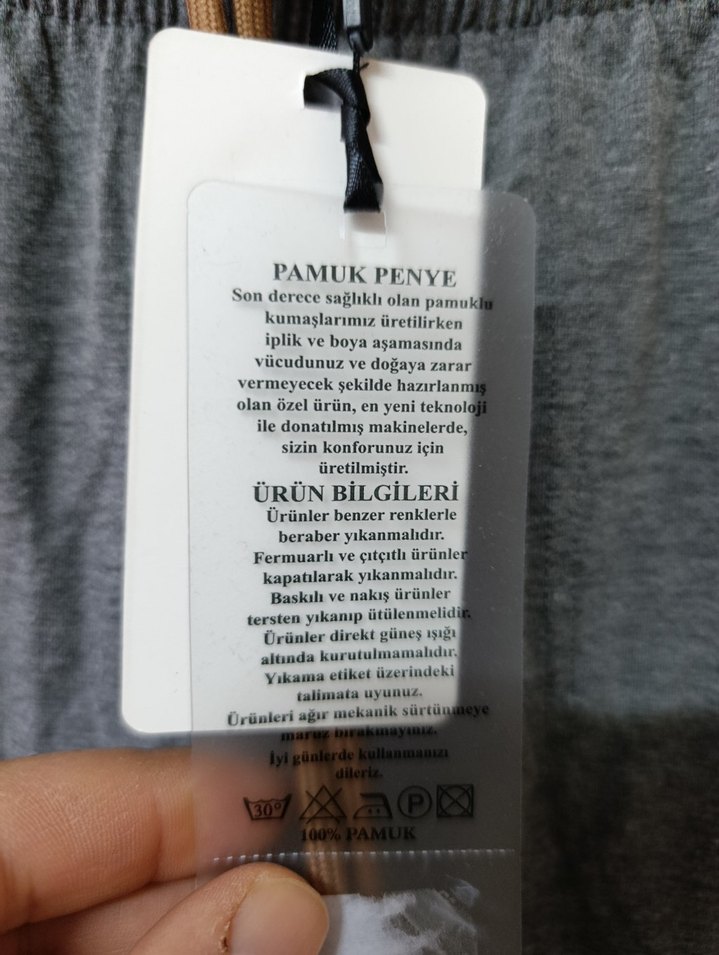 PAMUK PENYE
Son derece sağlıklı olan pamuklu
kumaşlarımız üretilirken
iplik ve boya aşamasında
vücudunuz ve doğaya zarar
vermeyecek şekilde hazırlanmış
olan özel ürün, en yeni teknoloji
ile donatılmış makinelerde,
sizin konforunuz için
üretilmiştir.
ÜRÜN BİLGİLERİ
Ürünler benzer renklerle
beraber yıkanmalıdır.
Fermuarlı ve çıtçıtlı ürünler
kapatılarak yıkanmalıdır.
Baskılı ve nakış ürünler
tersten yıkanıp ütülenmelidir.
Ürünler direkt güneş ışığı
altında kurutulmamalıdır.
Yıkama etiket üzerindeki
talimata uyunuz.
Ürünleri ağır mekanik sürtünmeye
maruz bırakmayınız.
İyi günlerde kullanmanızı
dileriz.
30° P
100% PAMUK